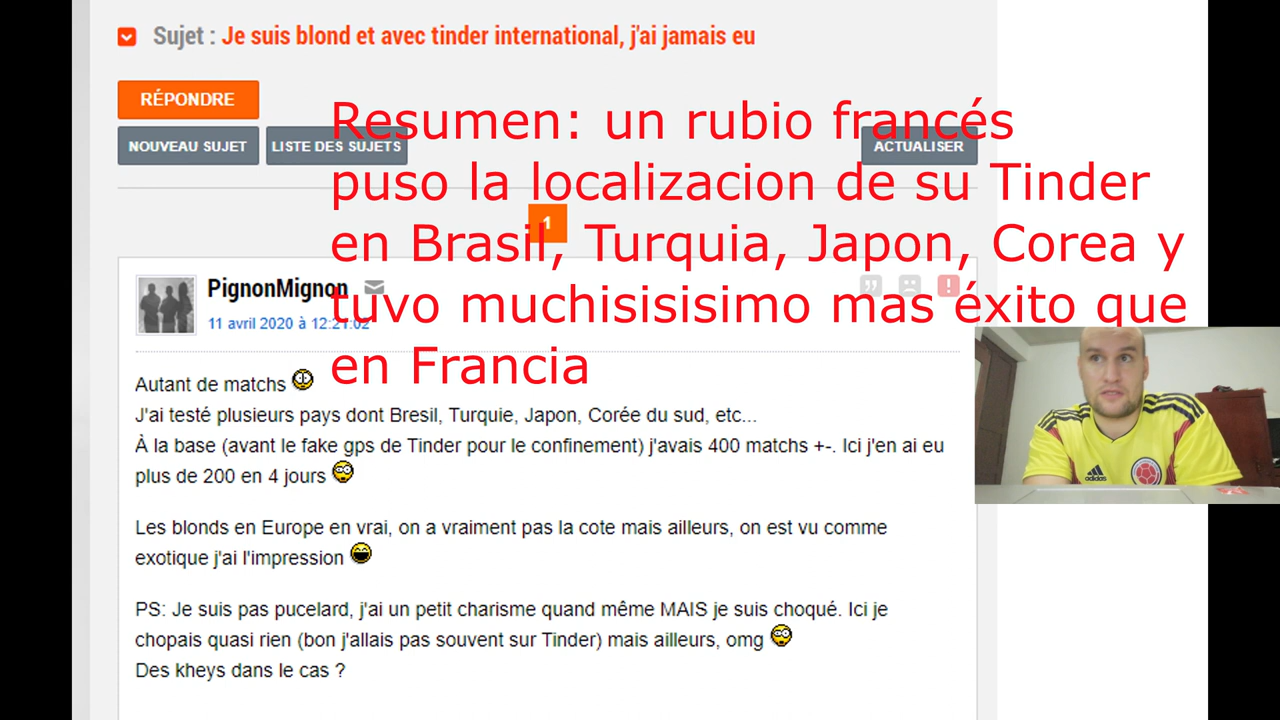 Sujet : Je suis blond et avec tinder international, j'ai jamais eu
RÉPONDRE
NOUVEAU SUJET
LISTE DES SUJETS
ACTUALISER
1
Resumen: un rubio francés
puso la localizacion de su Tinder
en Brasil, Turquia, Japon, Corea y
tuvo muchisisisimo mas éxito que
en Francia
PignonMignon
11 avril 2020 à 12:21:02
Autant de matchs
J'ai testé plusieurs pays dont Bresil, Turquie, Japon, Corée du sud, etc...
À la base (avant le fake gps de Tinder pour le confinement) j'avais 400 matchs +-. Ici j'en ai eu
plus de 200 en 4 jours
Les blonds en Europe en vrai, on a vraiment pas la cote mais ailleurs, on est vu comme
exotique j'ai l'impression
PS: Je suis pas pucelard, j'ai un petit charisme quand même MAIS je suis choqué. Ici je
chopais quasi rien (bon j'allais pas souvent sur Tinder) mais ailleurs, omg
Des kheys dans le cas ?
adidas